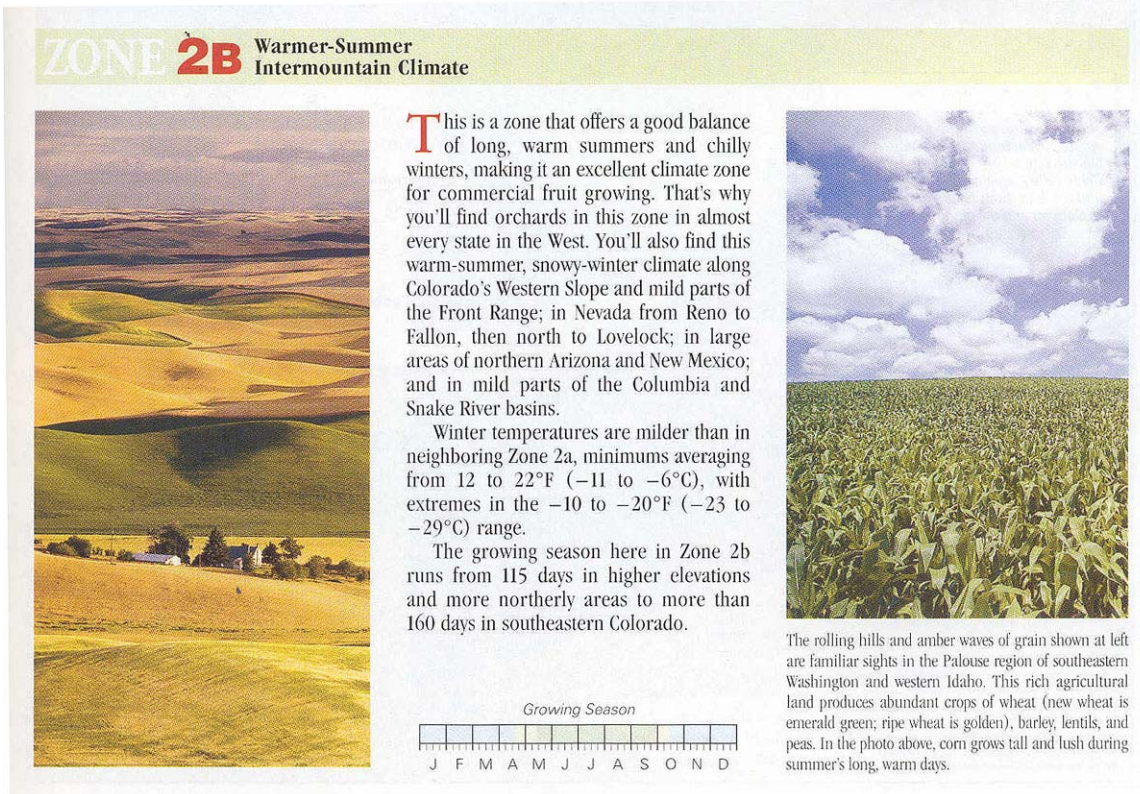 ZONE 2B Warmer-Summer
Intermountain Climate
This is a zone that offers a good balance
of long, warm summers and chilly
winters, making it an excellent climate zone
for commercial fruit growing. That's why
you'll find orchards in this zone in almost
every state in the West. You'll also find this
warm-summer, snowy-winter climate along
Colorado's Western Slope and mild parts of
the Front Range; in Nevada from Reno to
Fallon, then north to Lovelock; in large
areas of northern Arizona and New Mexico;
and in mild parts of the Columbia and
Snake River basins.
Winter temperatures are milder than in
neighboring Zone 2a, minimums averaging
from 12 to 22°F (−11 to −6°C), with
extremes in the −10 to −20°F (−23 to
−29°C) range.
The growing season here in Zone 2b
runs from 115 days in higher elevations
and more northerly areas to more than
160 days in southeastern Colorado.
Growing Season
J F M A M J J A S O N D
The rolling hills and amber waves of grain shown at left
are familiar sights in the Palouse region of southeastern
Washington and western Idaho. This rich agricultural
land produces abundant crops of wheat (new wheat is
emerald green; ripe wheat is golden), barley, lentils, and
peas. In the photo above, corn grows tall and lush during
summer's long, warm days.